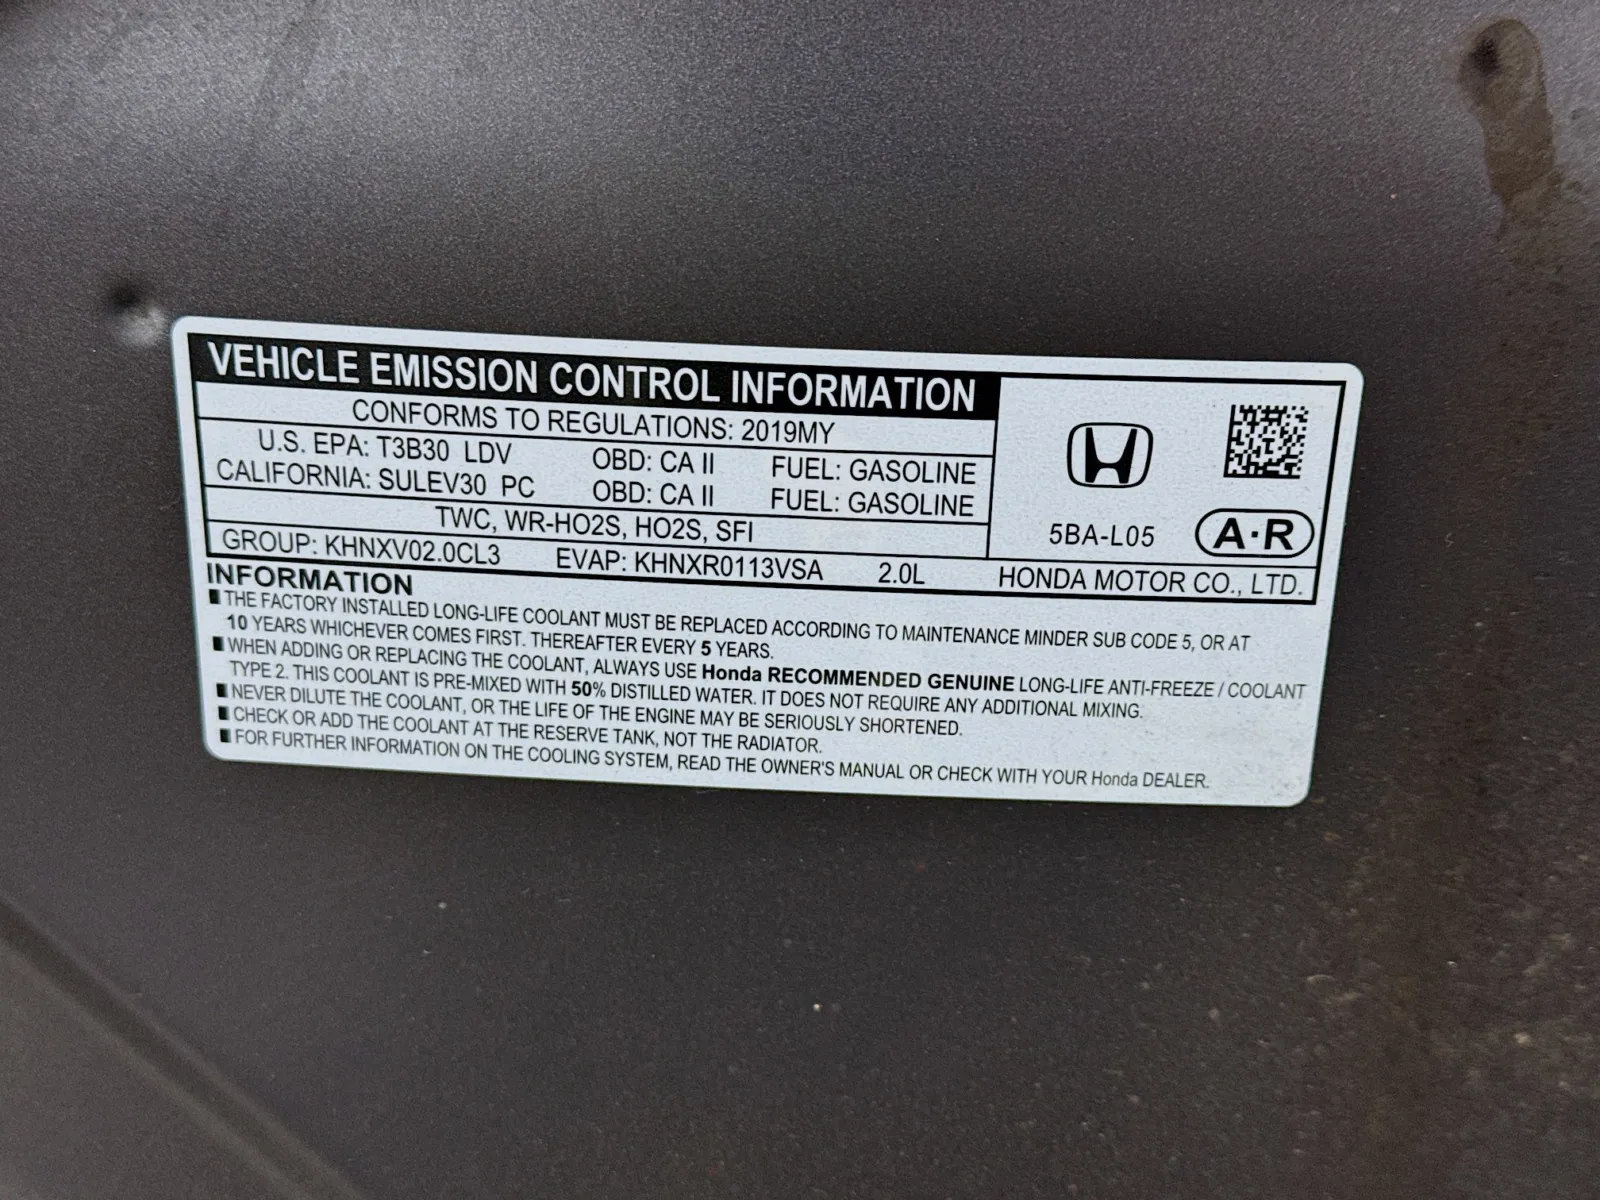 VEHICLE EMISSION CONTROL INFORMATION
CONFORMS TO REGULATIONS: 2019MY
U.S. EPA: T3B30 LDV OBD: CA II FUEL: GASOLINE
CALIFORNIA: SULEV30 PC OBD: CA II FUEL: GASOLINE
TWC, WR-HO2S, HO2S, SFI
5BA-L05 A·R
GROUP: KHNXV02.0CL3 EVAP: KHNXR0113VSA 2.0L HONDA MOTOR CO., LTD.
INFORMATION
■ THE FACTORY INSTALLED LONG-LIFE COOLANT MUST BE REPLACED ACCORDING TO MAINTENANCE MINDER SUB CODE 5, OR AT
10 YEARS WHICHEVER COMES FIRST. THEREAFTER EVERY 5 YEARS.
■ WHEN ADDING OR REPLACING THE COOLANT, ALWAYS USE Honda RECOMMENDED GENUINE LONG-LIFE ANTI-FREEZE / COOLANT
TYPE 2. THIS COOLANT IS PRE-MIXED WITH 50% DISTILLED WATER. IT DOES NOT REQUIRE ANY ADDITIONAL MIXING.
■ NEVER DILUTE THE COOLANT, OR THE LIFE OF THE ENGINE MAY BE SERIOUSLY SHORTENED.
■ CHECK OR ADD THE COOLANT AT THE RESERVE TANK, NOT THE RADIATOR.
■ FOR FURTHER INFORMATION ON THE COOLING SYSTEM, READ THE OWNER'S MANUAL OR CHECK WITH YOUR Honda DEALER.